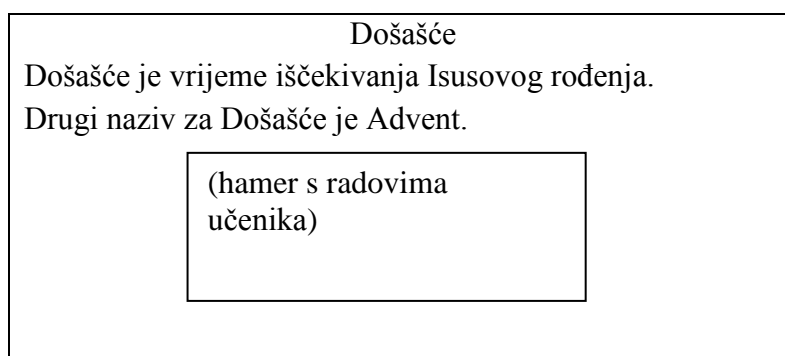 Došašće
Došašće je vrijeme iščekivanja Isusovog rođenja.
Drugi naziv za Došašće je Advent.
(hamer s radovima
učenika)